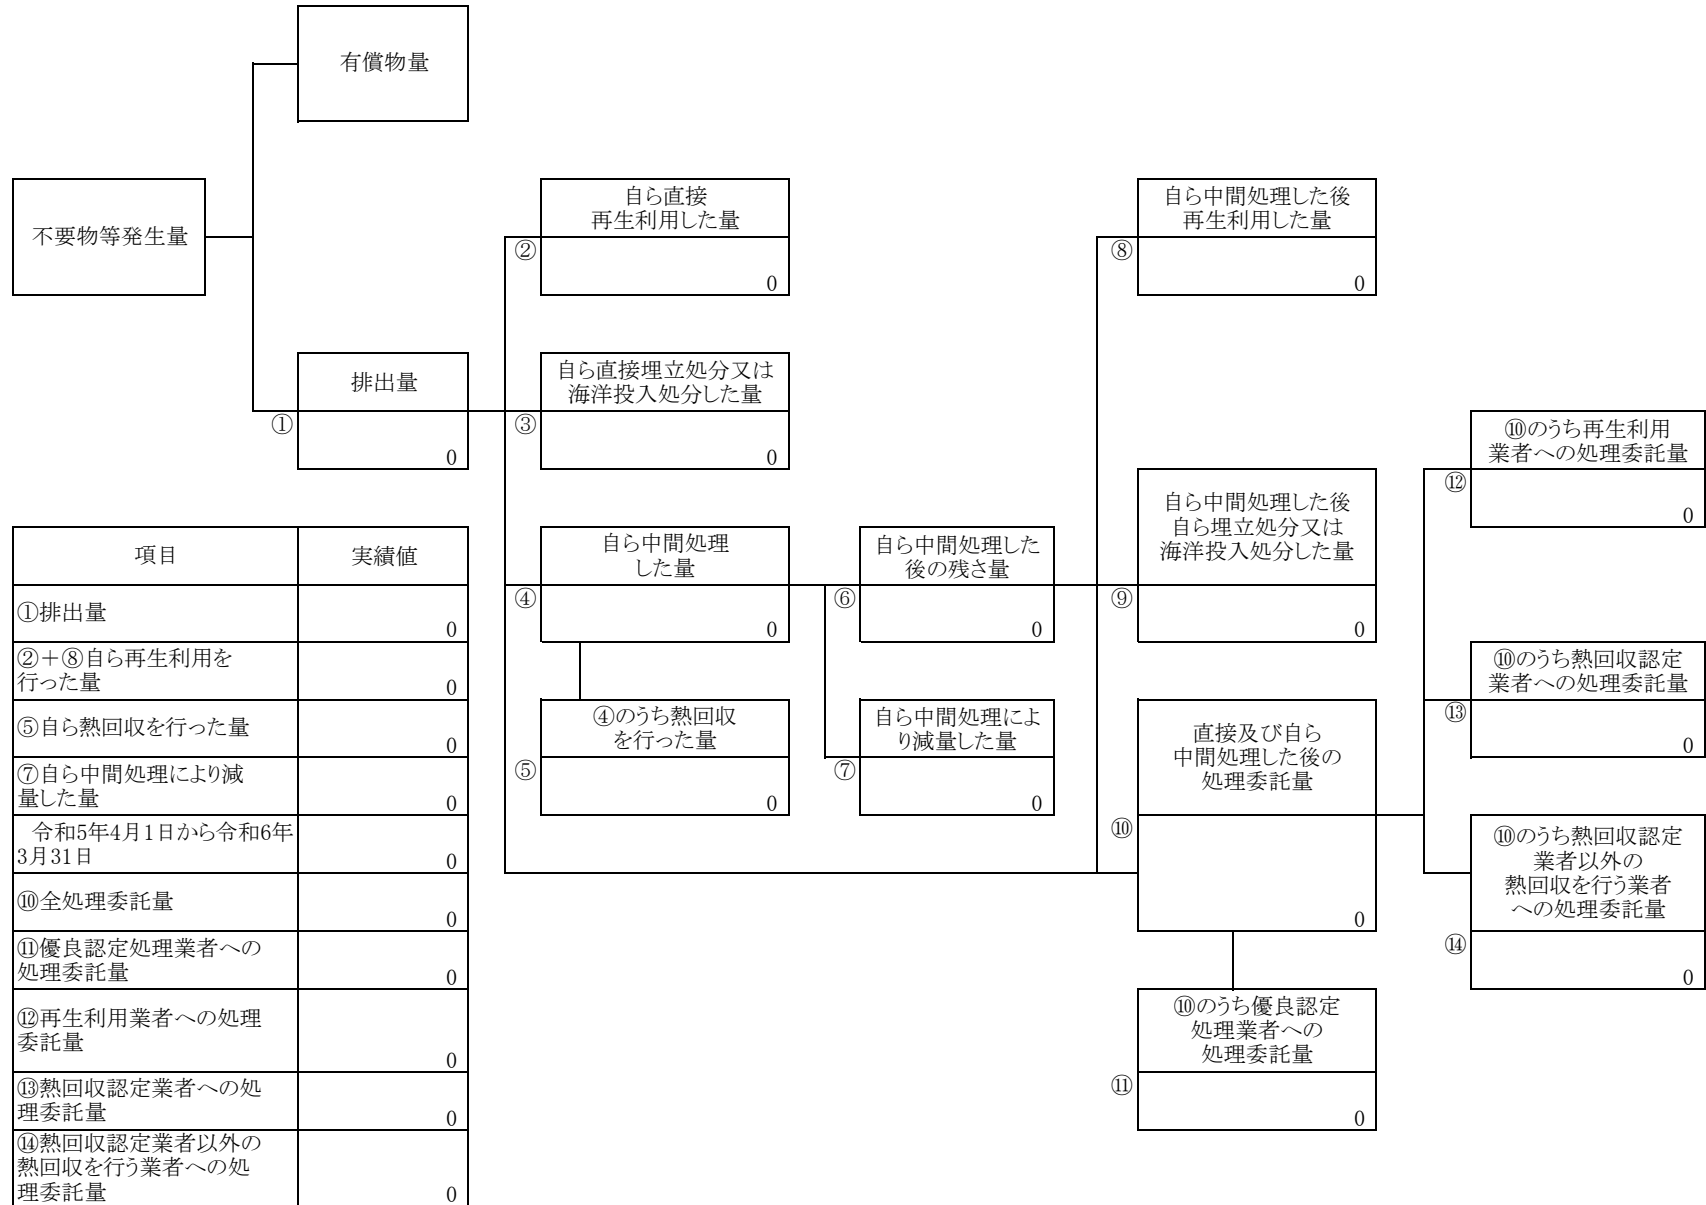 有償物量
不要物等発生量
自ら直接
再生利用した量
②
0
自ら中間処理した後
再生利用した量
⑧
0
排出量
①
0
自ら直接埋立処分又は
海洋投入処分した量
③
0
⑩のうち再生利用
業者への処理委託量
⑫
0
自ら中間処理
した量
④
0
自ら中間処理した
後の残さ量
⑥
0
自ら中間処理した後
自ら埋立処分又は
海洋投入処分した量
⑨
0
⑩のうち熱回収認定
業者への処理委託量
⑬
0
④のうち熱回収
を行った量
⑤
0
自ら中間処理によ
り減量した量
⑦
0
直接及び自ら
中間処理した後の
処理委託量
⑩
0
⑩のうち熱回収認定
業者以外の
熱回収を行う業者
への処理委託量
⑭
0
⑩のうち優良認定
処理業者への
処理委託量
⑪
0
項目
実績値
①排出量
0
②＋⑧自ら再生利用を
行った量
0
⑤自ら熱回収を行った量
0
⑦自ら中間処理により減
量した量
0
令和5年4月1日から令和6年
3月31日
0
⑩全処理委託量
0
⑪優良認定処理業者への
処理委託量
0
⑫再生利用業者への処理
委託量
0
⑬熱回収認定業者への処
理委託量
0
⑭熱回収認定業者以外の
熱回収を行う業者への処
理委託量
0